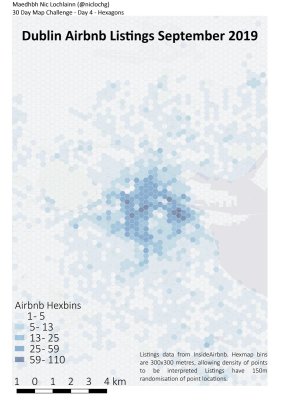 Maedhbh Nic Lochlainn (@niclochg)
30 Day Map Challenge - Day 4 - Hexagons
Dublin Airbnb Listings September 2019
Airbnb Hexbins
1- 5
5- 13
13 - 25
25 - 59
59 - 110
1 0 1 2 3 4 km
Listings data from InsideAirbnb. Hexmap bins
are 300x300 metres, allowing density of points
to be interpreted Listings have 150m
randomisation of point locations.